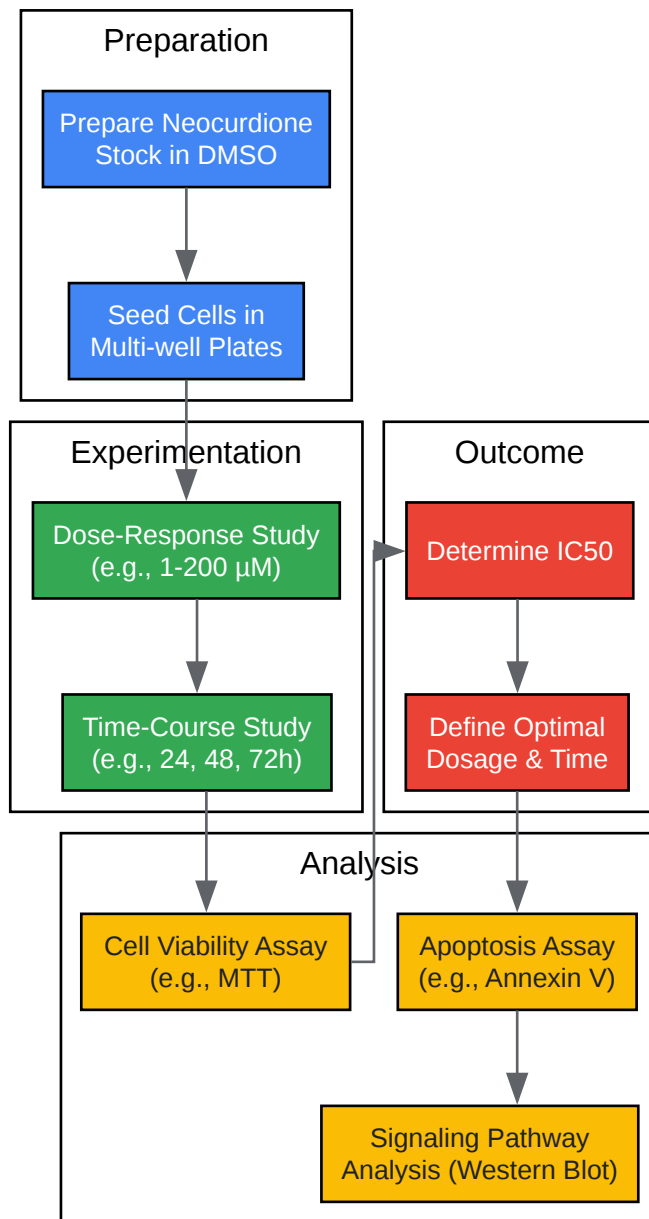 Preparation
Prepare Neocurdione
Stock in DMSO
Seed Cells in
Multi-well Plates
Experimentation
Dose-Response Study
(e.g., 1-200 µM)
Time-Course Study
(e.g., 24, 48, 72h)
Outcome
Determine IC50
Define Optimal
Dosage & Time
Analysis
Cell Viability Assay
(e.g., MTT)
Apoptosis Assay
(e.g., Annexin V)
Signaling Pathway
Analysis (Western Blot)